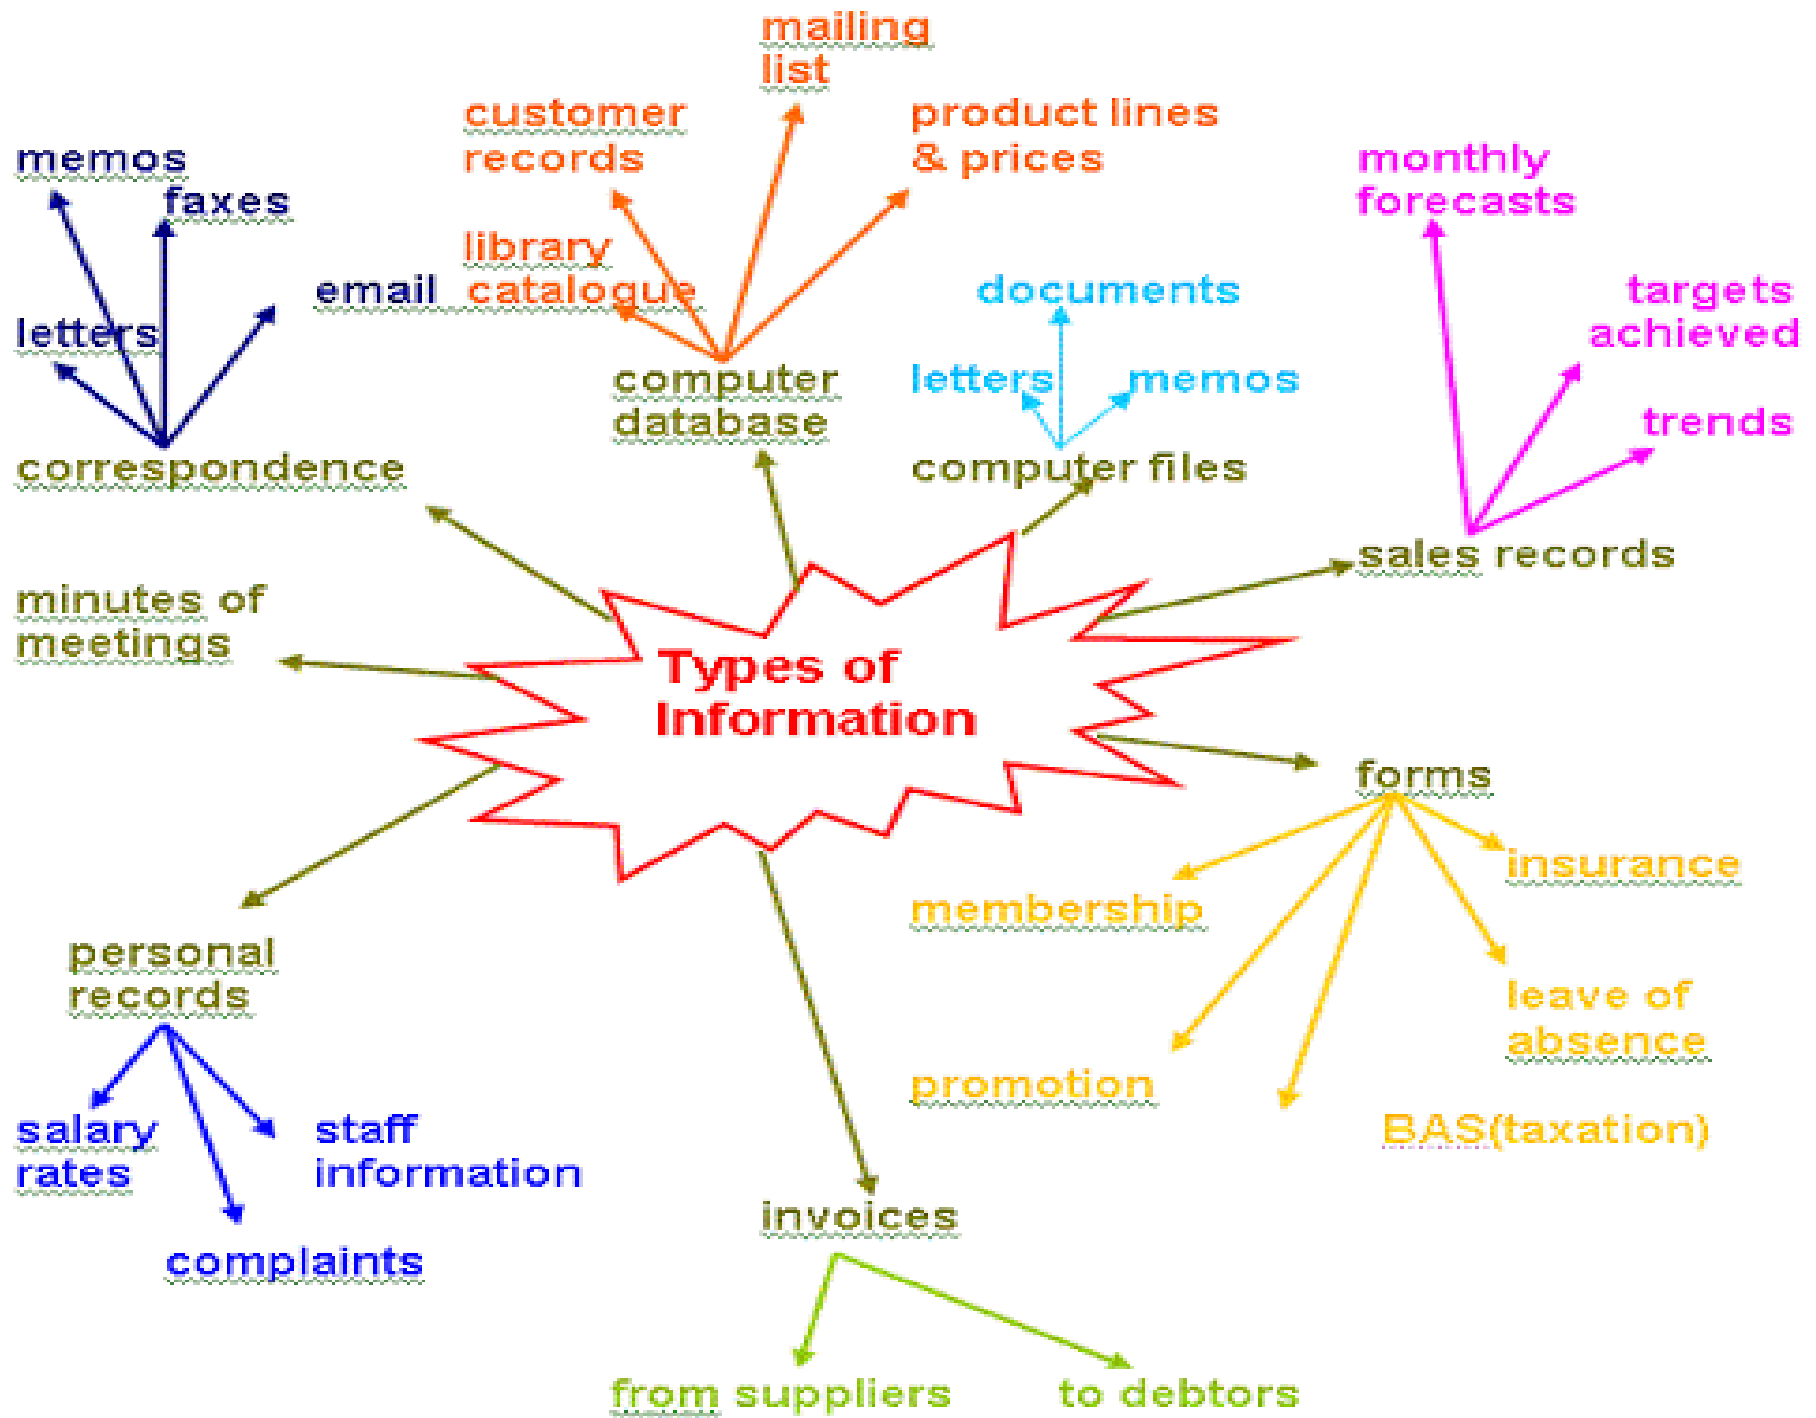 mailing
list
customer
records
product lines
& prices
memos
faxes
monthly
forecasts
library
catalogue
email
letters
documents
targets
achieved
letters
memos
trends
computer
database
correspondence
computer files
sales records
minutes of
meetings
Types of
Information
forms
insurance
membership
personal
records
leave of
absence
promotion
BAS(taxation)
salary
rates
staff
information
complaints
invoices
from suppliers
to debtors